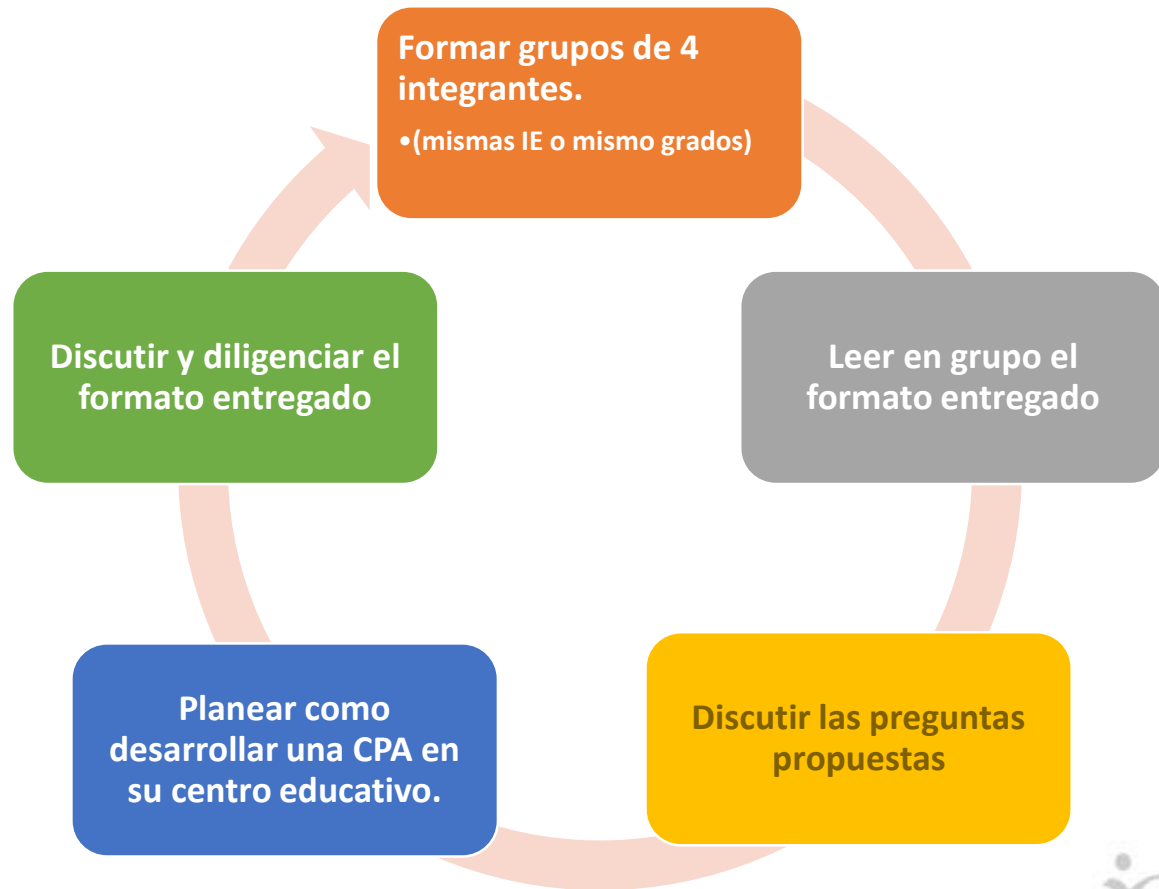 Formar grupos de 4
integrantes.
•(mismas IE o mismo grados)
Leer en grupo el
formato entregado
Discutir las preguntas
propuestas
Planear como
desarrollar una CPA en
su centro educativo.
Discutir y diligenciar el
formato entregado